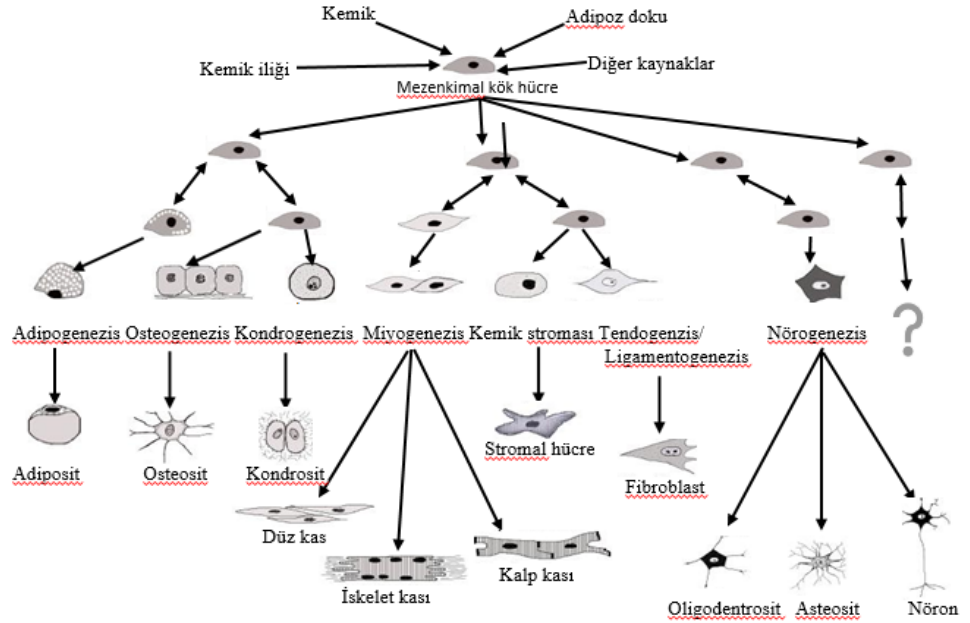 Kemik
Adipoz doku
Kemik iliği
Diğer kaynaklar
Mezenkimal kök hücre
?
Adipogenezis Osteogenezis Kondrogenezis Miyogenezis Kemik stroması Tendogenzis/ Nörogenezis
Ligamentogenezis
Stromal hücre
Adiposit Osteosit Kondrosit
Fibroblast
Düz kas
Kalp kası
İskelet kası
Oligodentrosit Asteosit Nöron